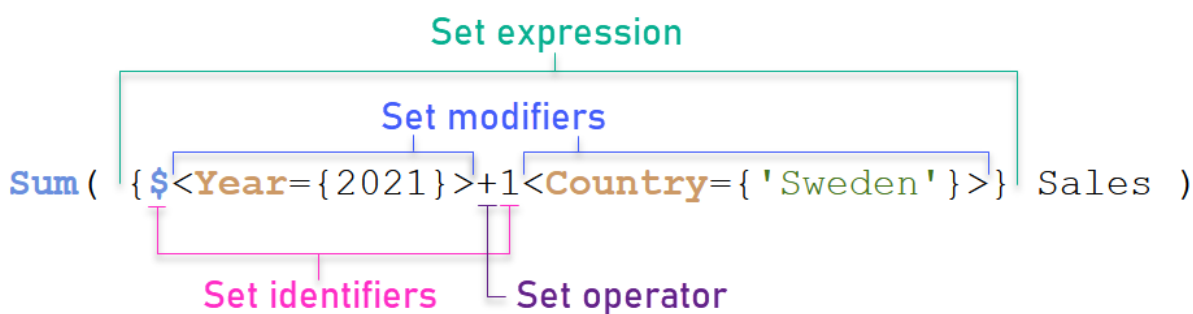 Set expression
Set modifiers
Sum( {$<Year={2021}>+1<Country={'Sweden'}>} Sales )
Set identifiers
Set operator